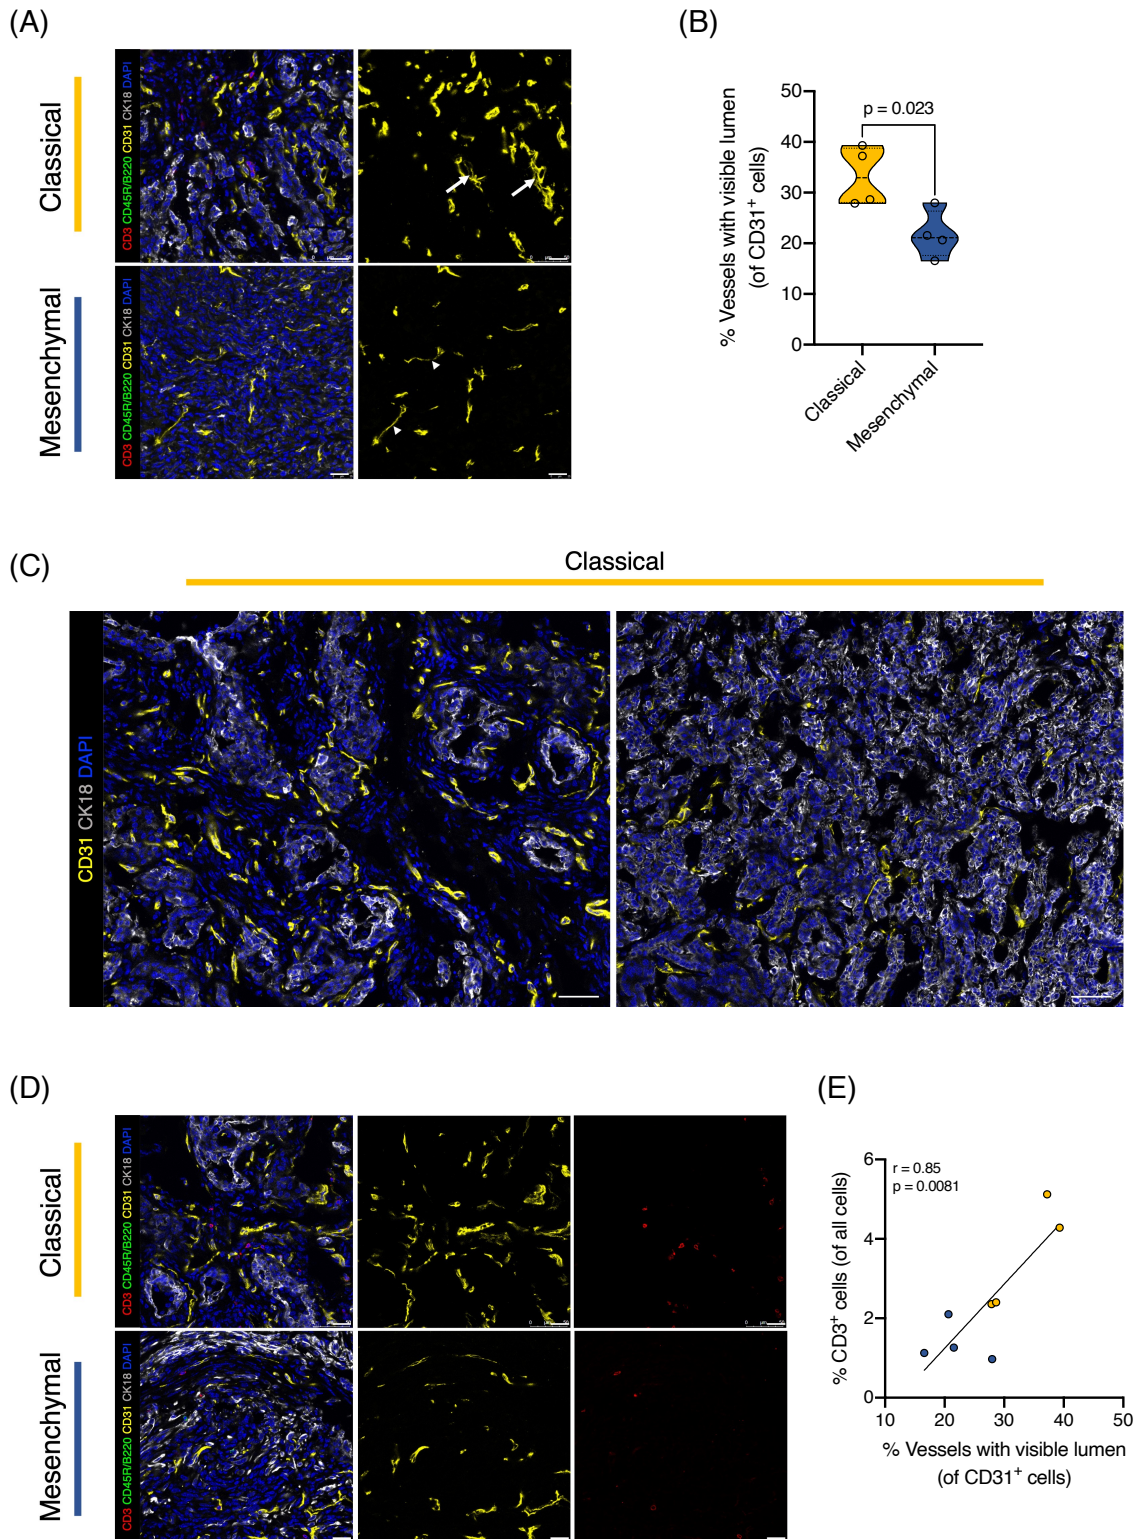 (A)
Classical
CD3 CD45R/B220 CD31 CK18 DAPI
Mesenchymal
CD3 CD45R/B220 CD31 CK18 DAPI
(B)
50
40
30
20
10
0
p = 0.023
% Vessels with visible lumen
(of CD31⁺ cells)
Classical
Mesenchymal
(C)
Classical
CD31 CK18 DAPI
(D)
Classical
CD3 CD45R/B220 CD31 CK18 DAPI
Mesenchymal
CD3 CD45R/B220 CD31 CK18 DAPI
(E)
r = 0.85
p = 0.0081
6
4
2
0
% CD3⁺ cells (of all cells)
10 20 30 40 50
% Vessels with visible lumen
(of CD31⁺ cells)